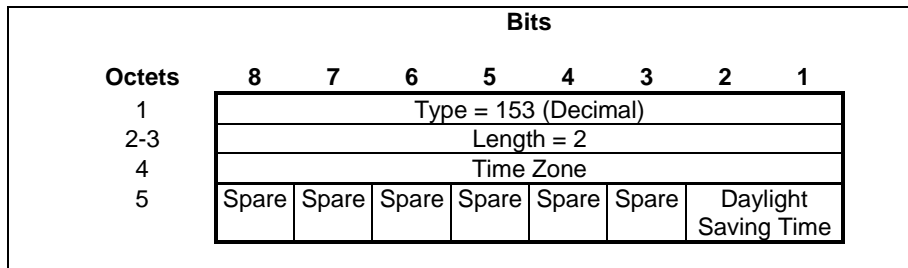 Bits
Octets 8 7 6 5 4 3 2 1
1 Type = 153 (Decimal)
2-3 Length = 2
4 Time Zone
5 Spare Spare Spare Spare Spare Spare Daylight
Saving Time